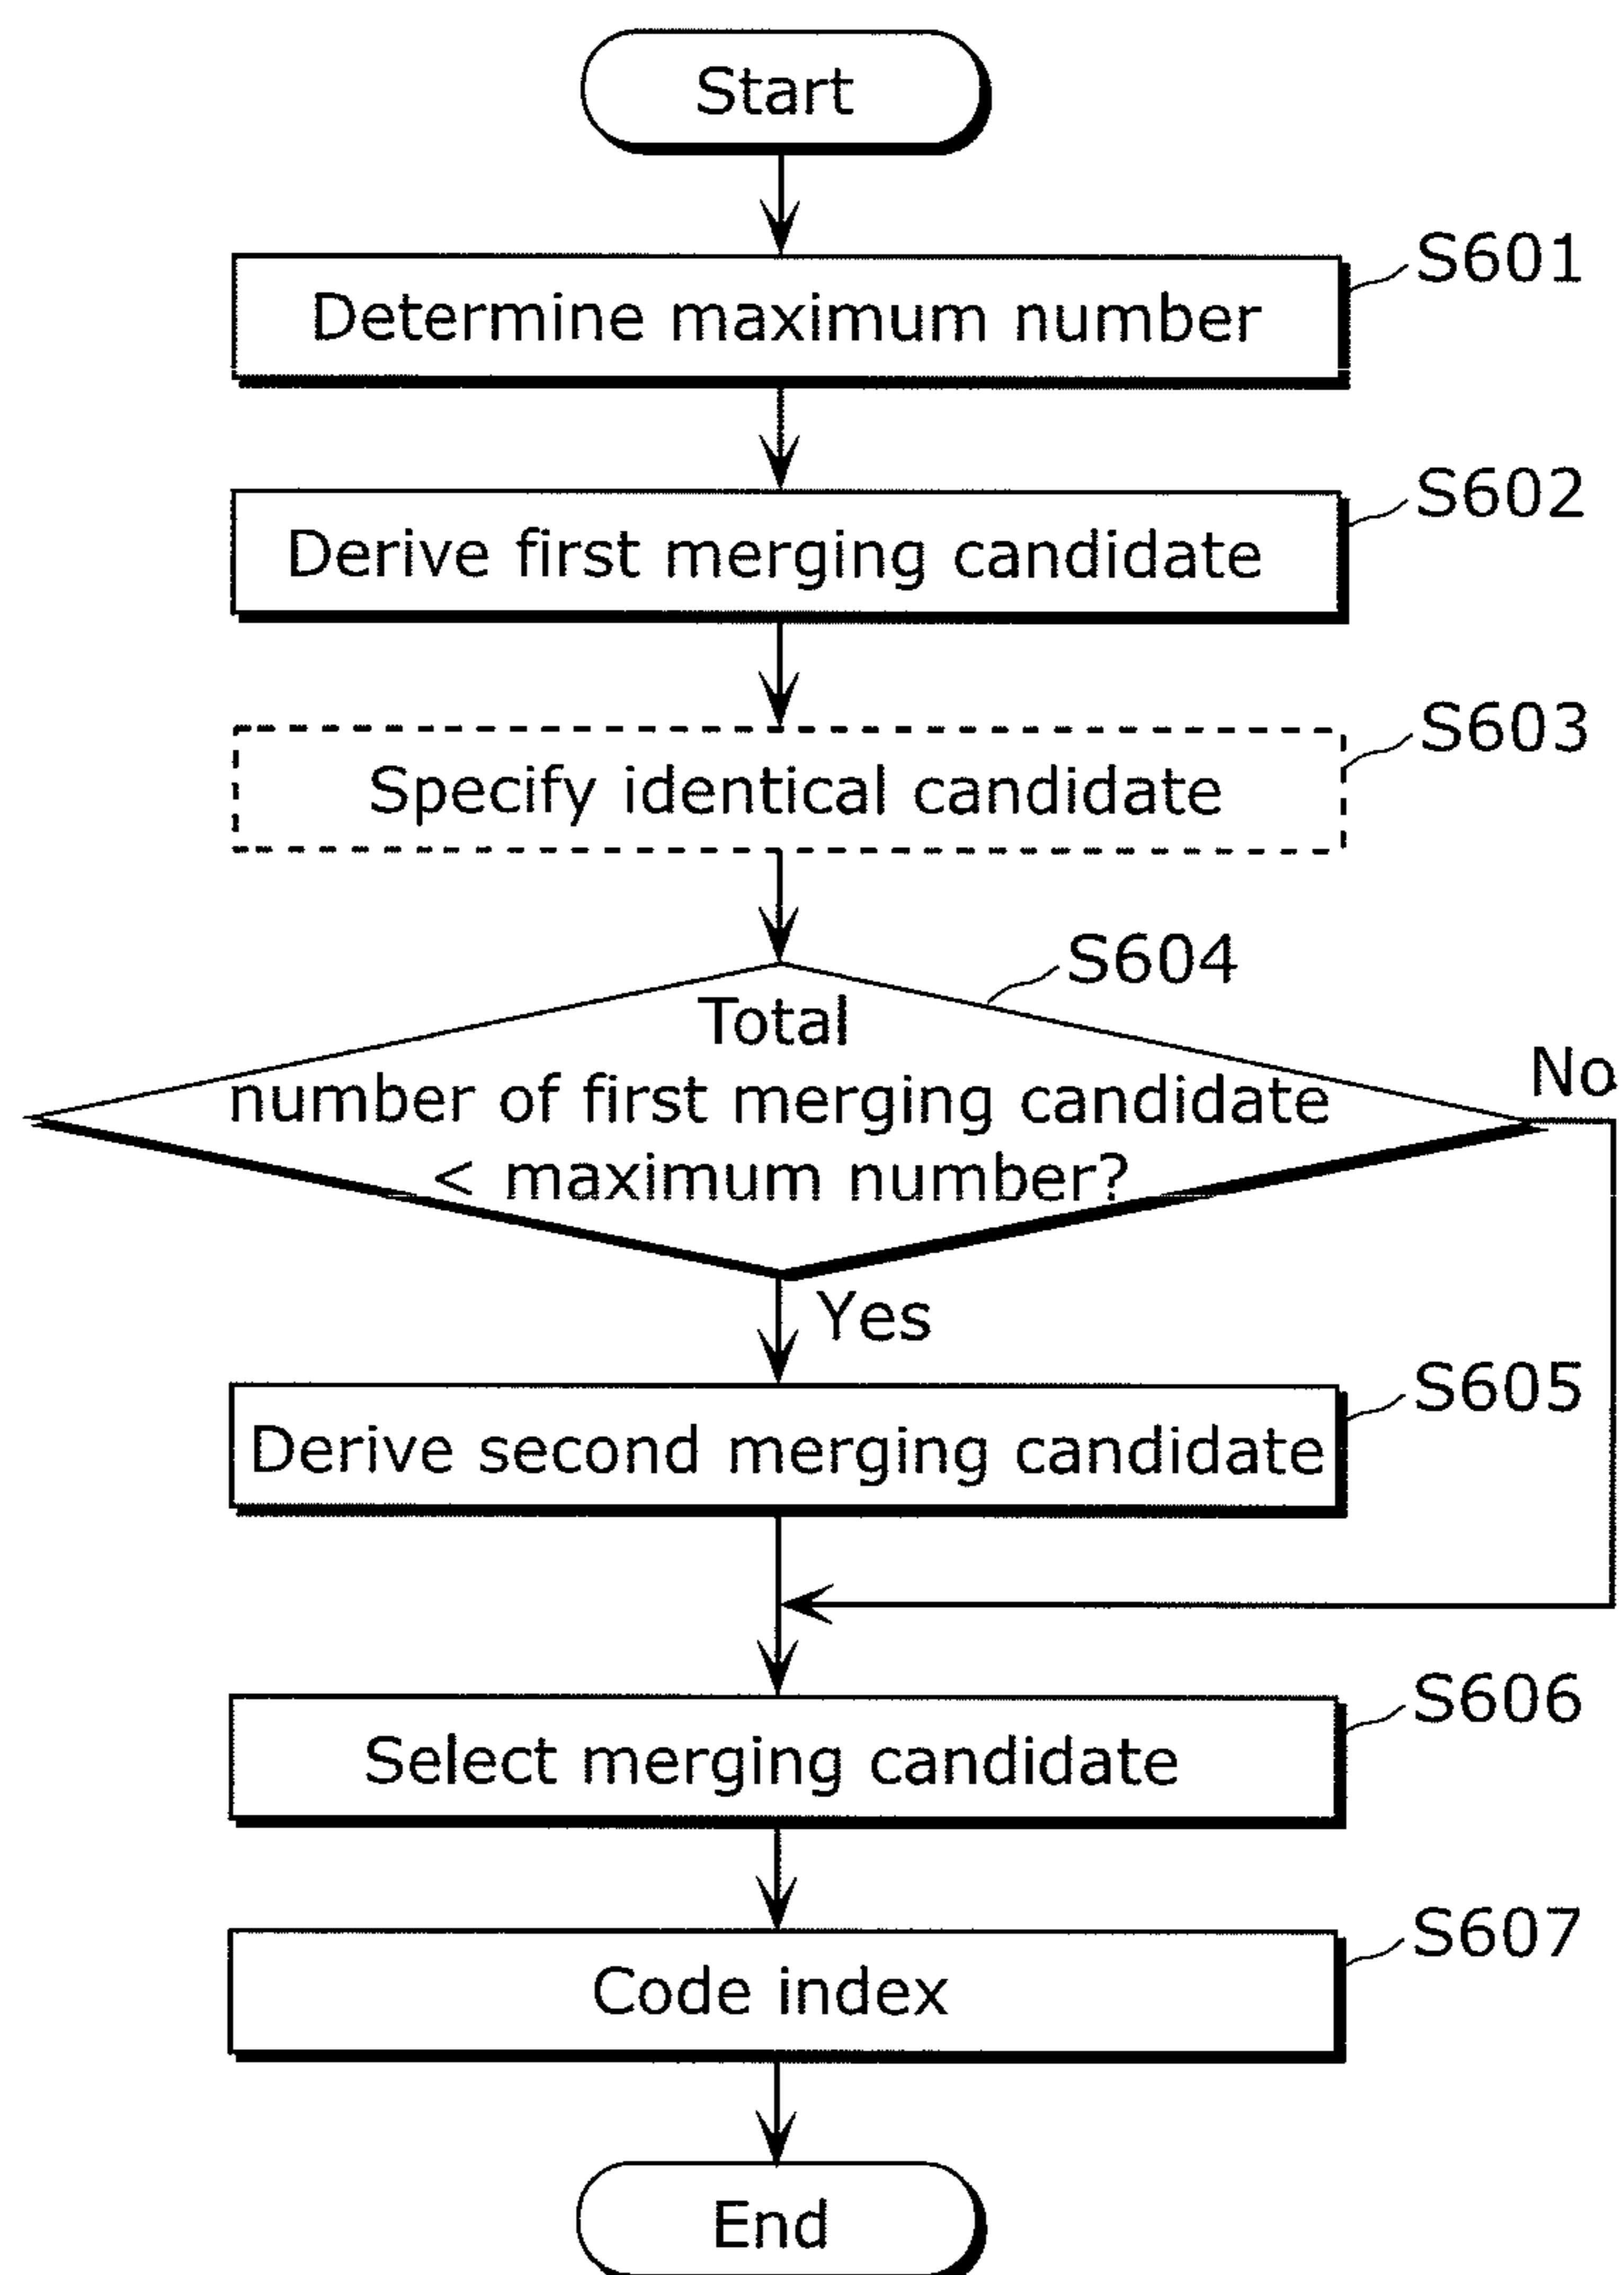 Start
S601
Determine maximum number
S602
Derive first merging candidate
S603
Specify identical candidate
S604
Total
number of first merging candidate
< maximum number?
No
Yes
S605
Derive second merging candidate
S606
Select merging candidate
S607
Code index
End